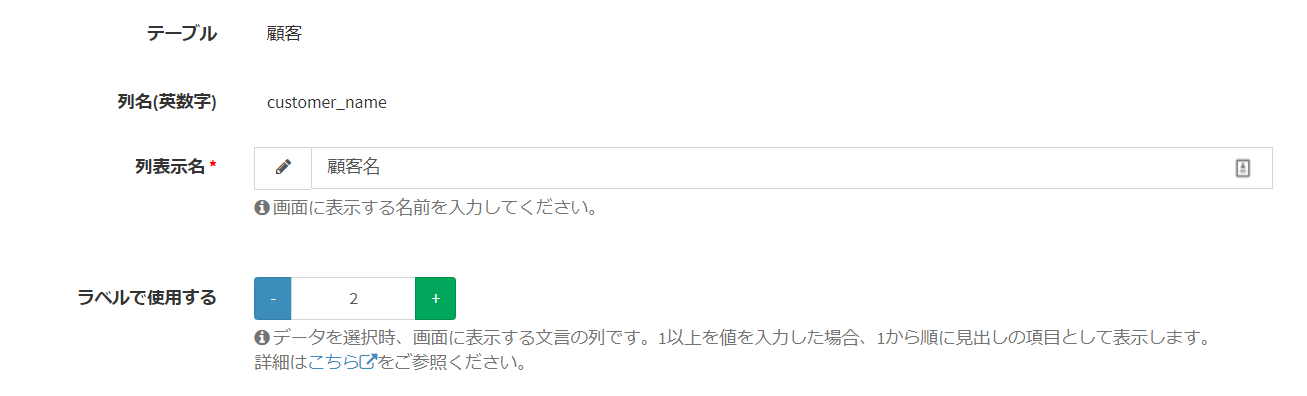 テーブル 顧客
列名(英数字) customer_name
列表示名 * 顧客名
画面に表示する名前を入力してください。
ラベルで使用する - 2 +
データを選択時、画面に表示する文言の列です。1以上を値を入力した場合、1から順に見出しの項目として表示します。
詳細はこちらをご参照ください。